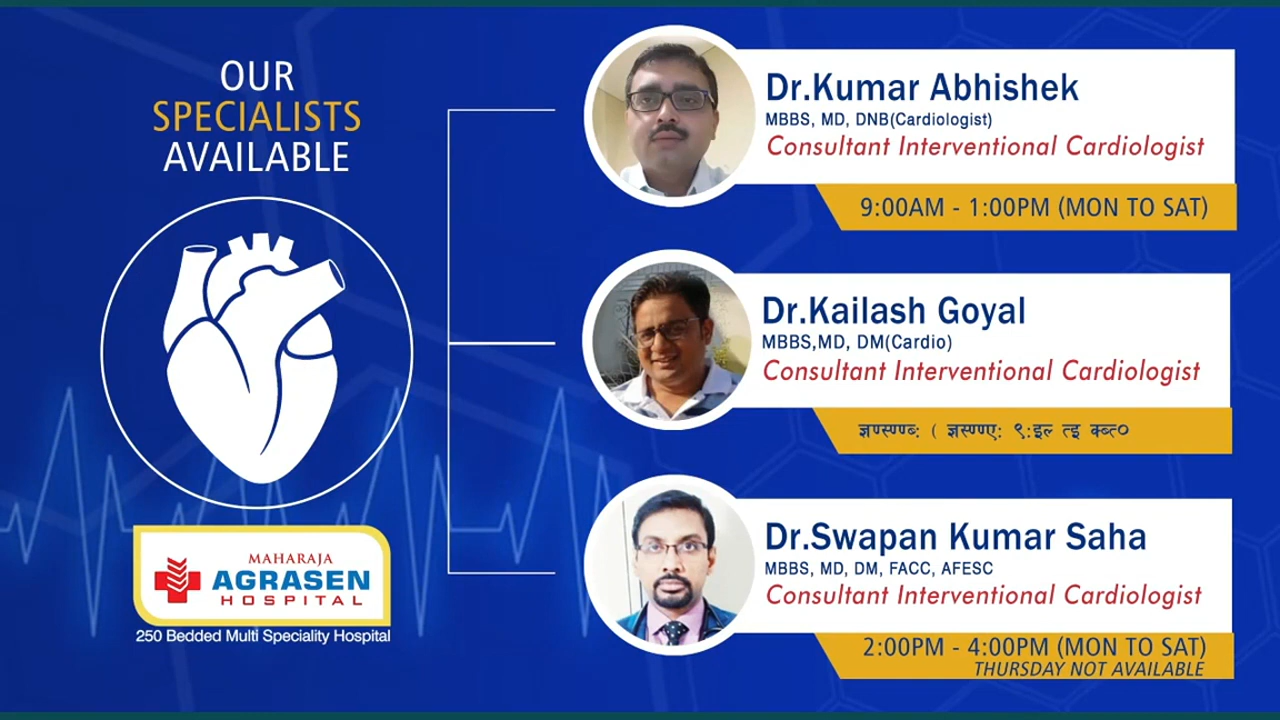 OUR
SPECIALISTS
AVAILABLE
MAHARAJA
AGRASEN
HOSPITAL
250 Bedded Multi Speciality Hospital
Dr.Kumar Abhishek
MBBS, MD, DNB(Cardiologist)
Consultant Interventional Cardiologist
9:00AM - 1:00PM (MON TO SAT)
Dr.Kailash Goyal
MBBS,MD, DM(Cardio)
Consultant Interventional Cardiologist
Dr.Swapan Kumar Saha
MBBS, MD, DM, FACC, AFESC
Consultant Interventional Cardiologist
2:00PM - 4:00PM (MON TO SAT)
THURSDAY NOT AVAILABLE